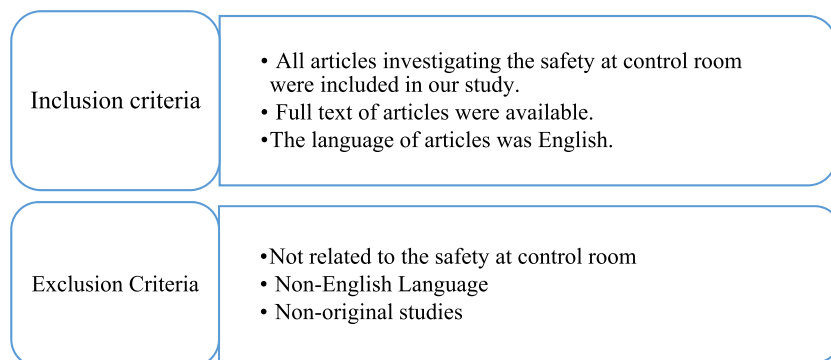 Inclusion criteria
• All articles investigating the safety at control room
were included in our study.
• Full text of articles were available.
•The language of articles was English.
Exclusion Criteria
•Not related to the safety at control room
• Non-English Language
• Non-original studies